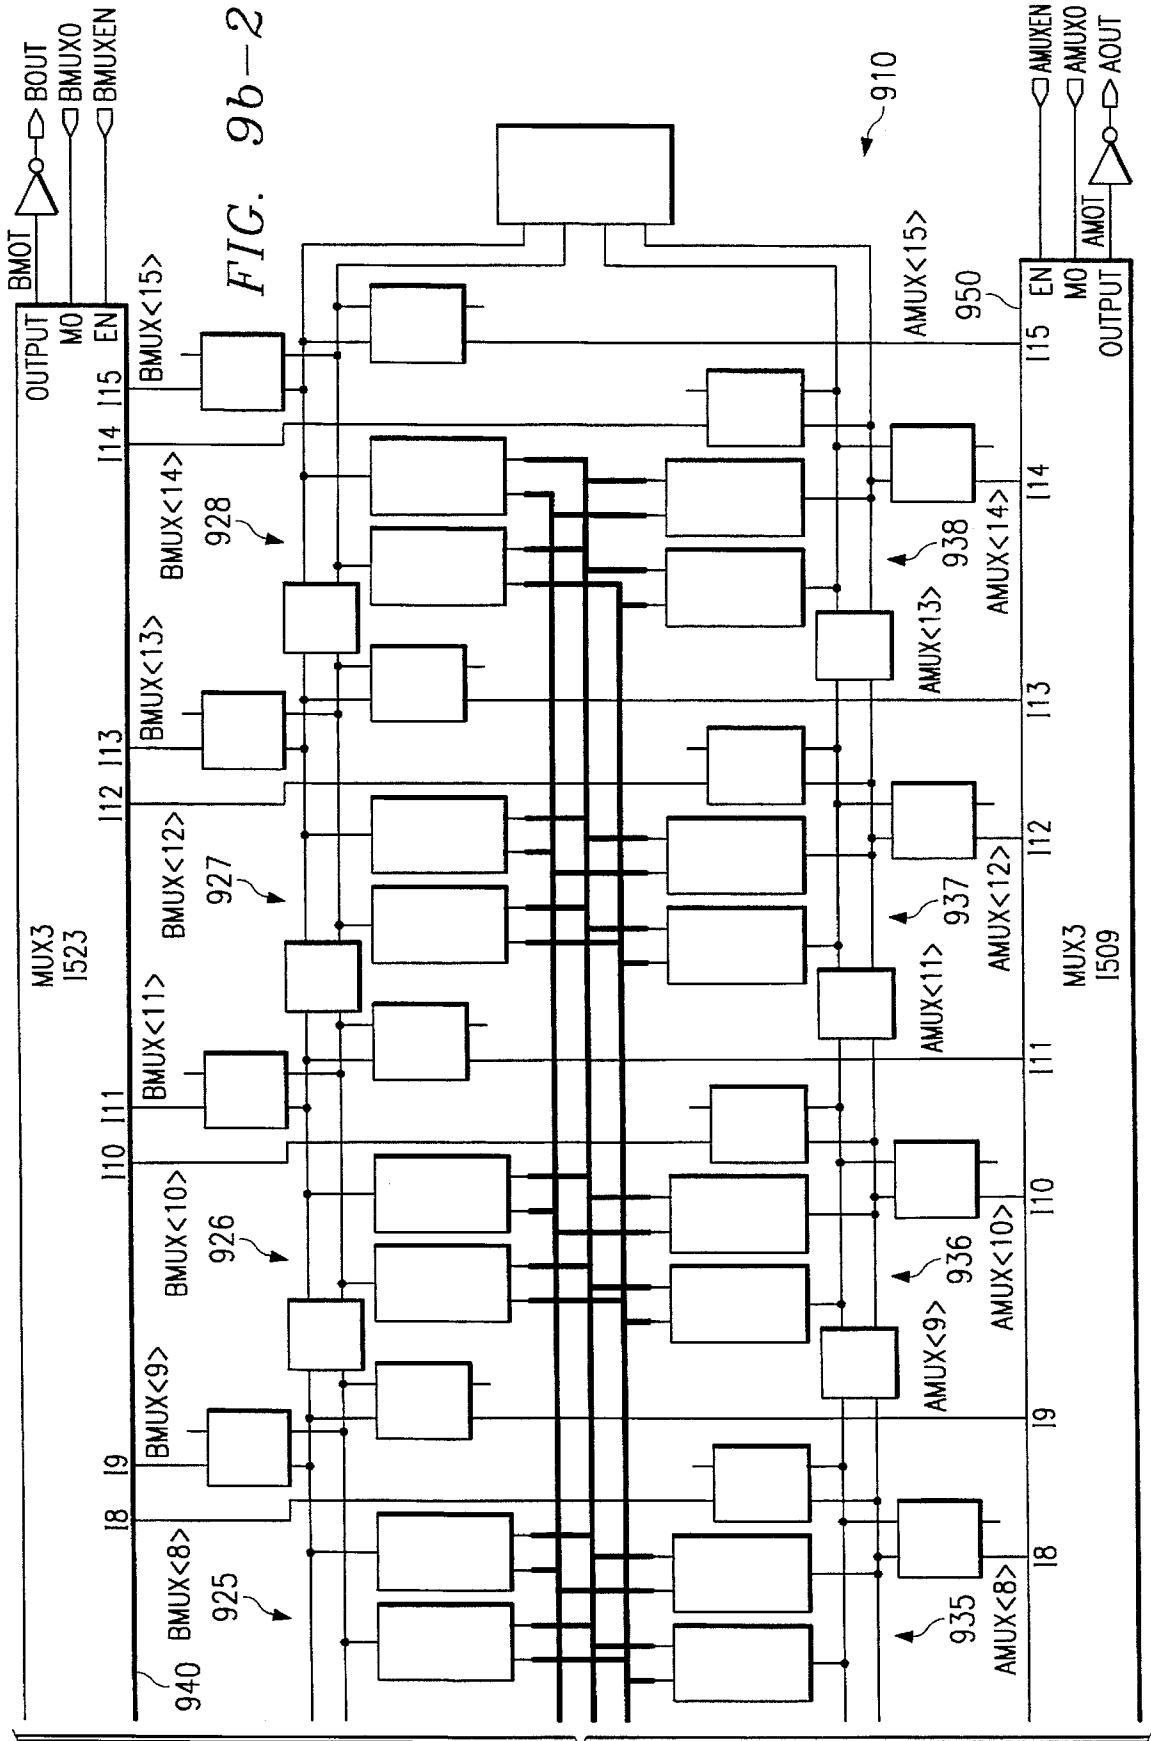 FIG. 9b-2
MUX3
I523
940
OUTPUT
MO
EN
BMOT
BOUT
BMUX0
BMUXEN
I8
I9
I10
I11
I12
I13
I14
I15
BMUX<8>
BMUX<9>
BMUX<10>
BMUX<11>
BMUX<12>
BMUX<13>
BMUX<14>
BMUX<15>
925
926
927
928
910
935
936
937
938
AMUX<8>
AMUX<9>
AMUX<10>
AMUX<11>
AMUX<12>
AMUX<13>
AMUX<14>
AMUX<15>
I8
I9
I10
I11
I12
I13
I14
I15
950
MUX3
I509
EN
MO
OUTPUT
AMOT
AMUXEN
AMUX0
AOUT